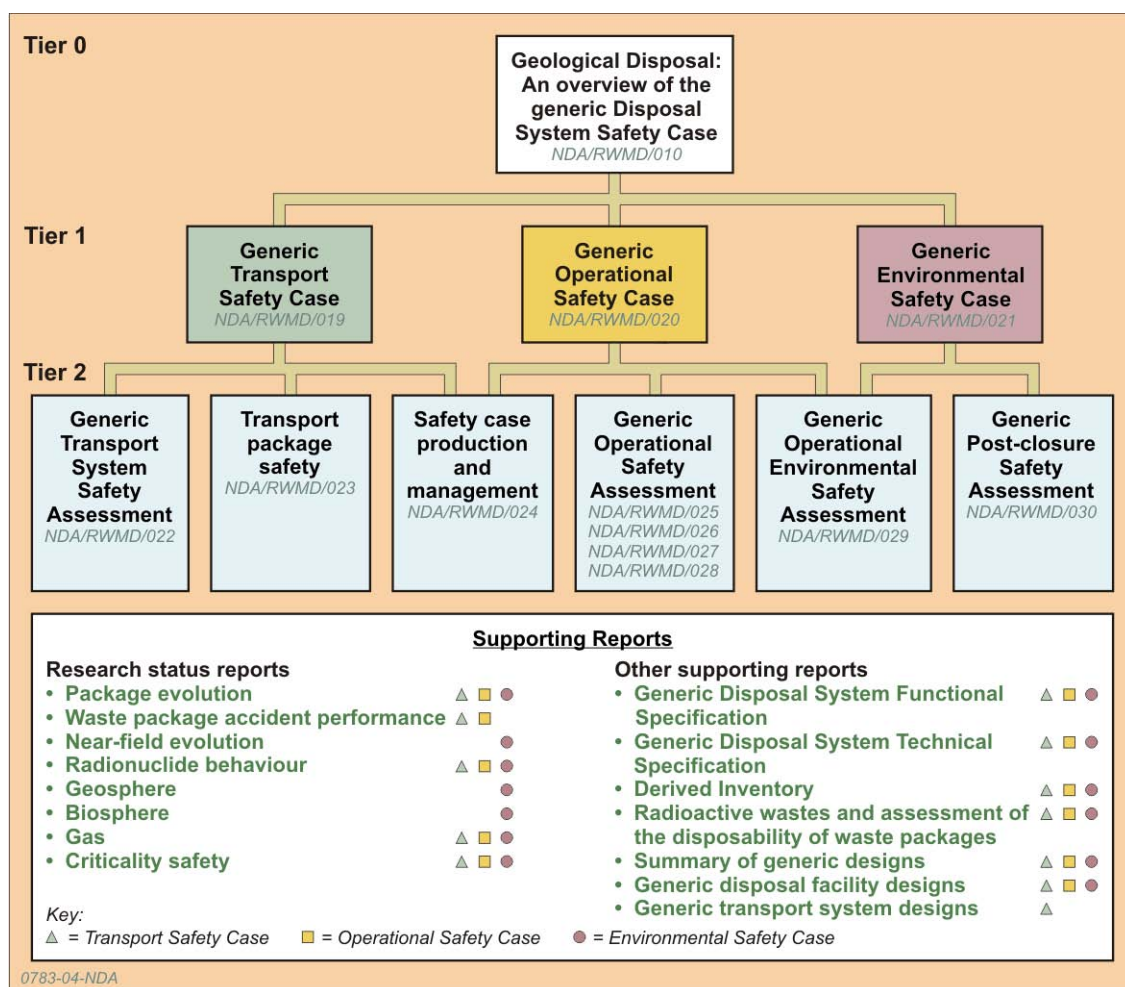 Tier 0
Geological Disposal:
An overview of the
generic Disposal
System Safety Case
NDA/RWMD/010
Tier 1
Generic
Transport
Safety Case
NDA/RWMD/019
Generic
Operational
Safety Case
NDA/RWMD/020
Generic
Environmental
Safety Case
NDA/RWMD/021
Tier 2
Generic
Transport
System
Safety
Assessment
NDA/RWMD/022
Transport
package
safety
NDA/RWMD/023
Safety case
production
and
management
NDA/RWMD/024
Generic
Operational
Safety
Assessment
NDA/RWMD/025
NDA/RWMD/026
NDA/RWMD/027
NDA/RWMD/028
Generic
Operational
Environmental
Safety
Assessment
NDA/RWMD/029
Generic
Post-closure
Safety
Assessment
NDA/RWMD/030
Supporting Reports
Research status reports
• Package evolution
• Waste package accident performance
• Near-field evolution
• Radionuclide behaviour
• Geosphere
• Biosphere
• Gas
• Criticality safety
Other supporting reports
• Generic Disposal System Functional
Specification
• Generic Disposal System Technical
Specification
• Derived Inventory
• Radioactive wastes and assessment of
the disposability of waste packages
• Summary of generic designs
• Generic disposal facility designs
• Generic transport system designs
Key:
= Transport Safety Case
= Operational Safety Case
= Environmental Safety Case
0783-04-NDA